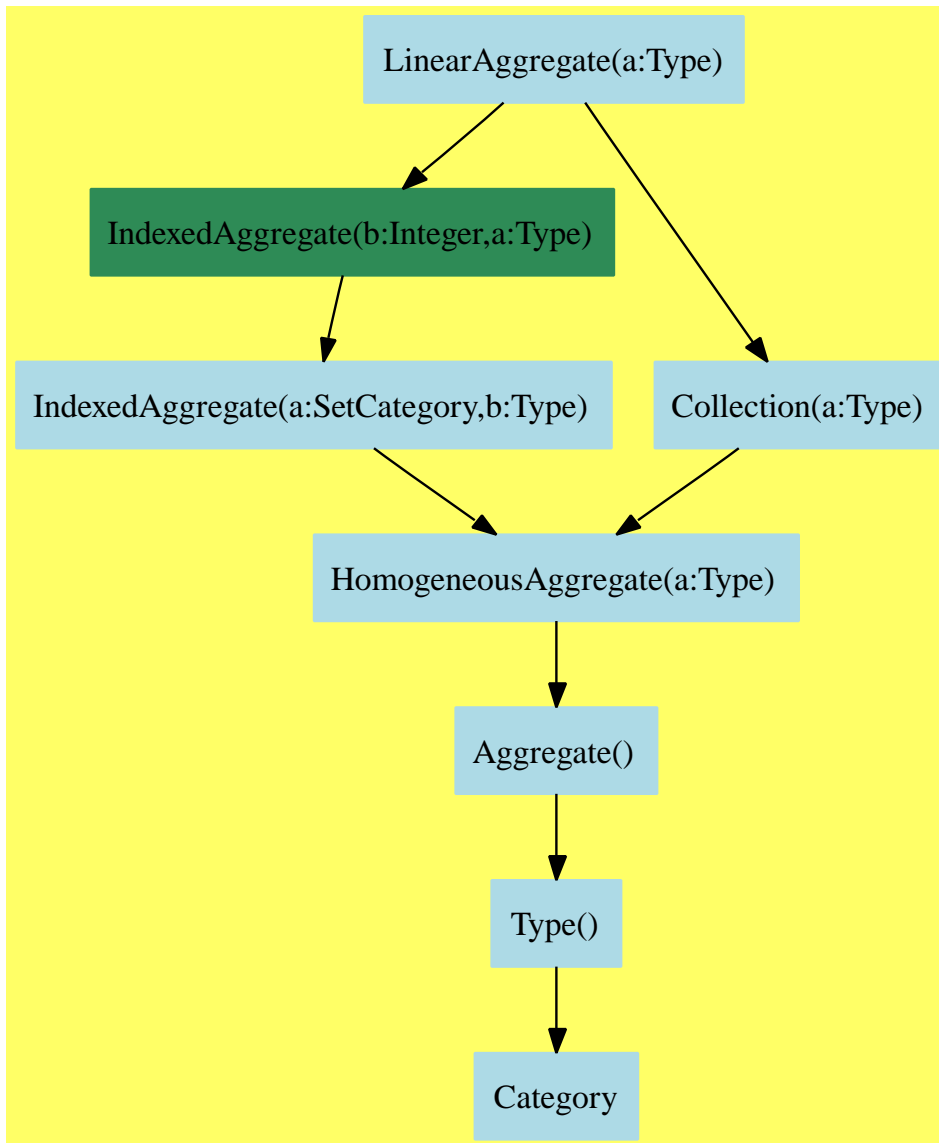 LinearAggregate(a:Type)
IndexedAggregate(b:Integer,a:Type)
IndexedAggregate(a:SetCategory,b:Type)
Collection(a:Type)
HomogeneousAggregate(a:Type)
Aggregate()
Type()
Category